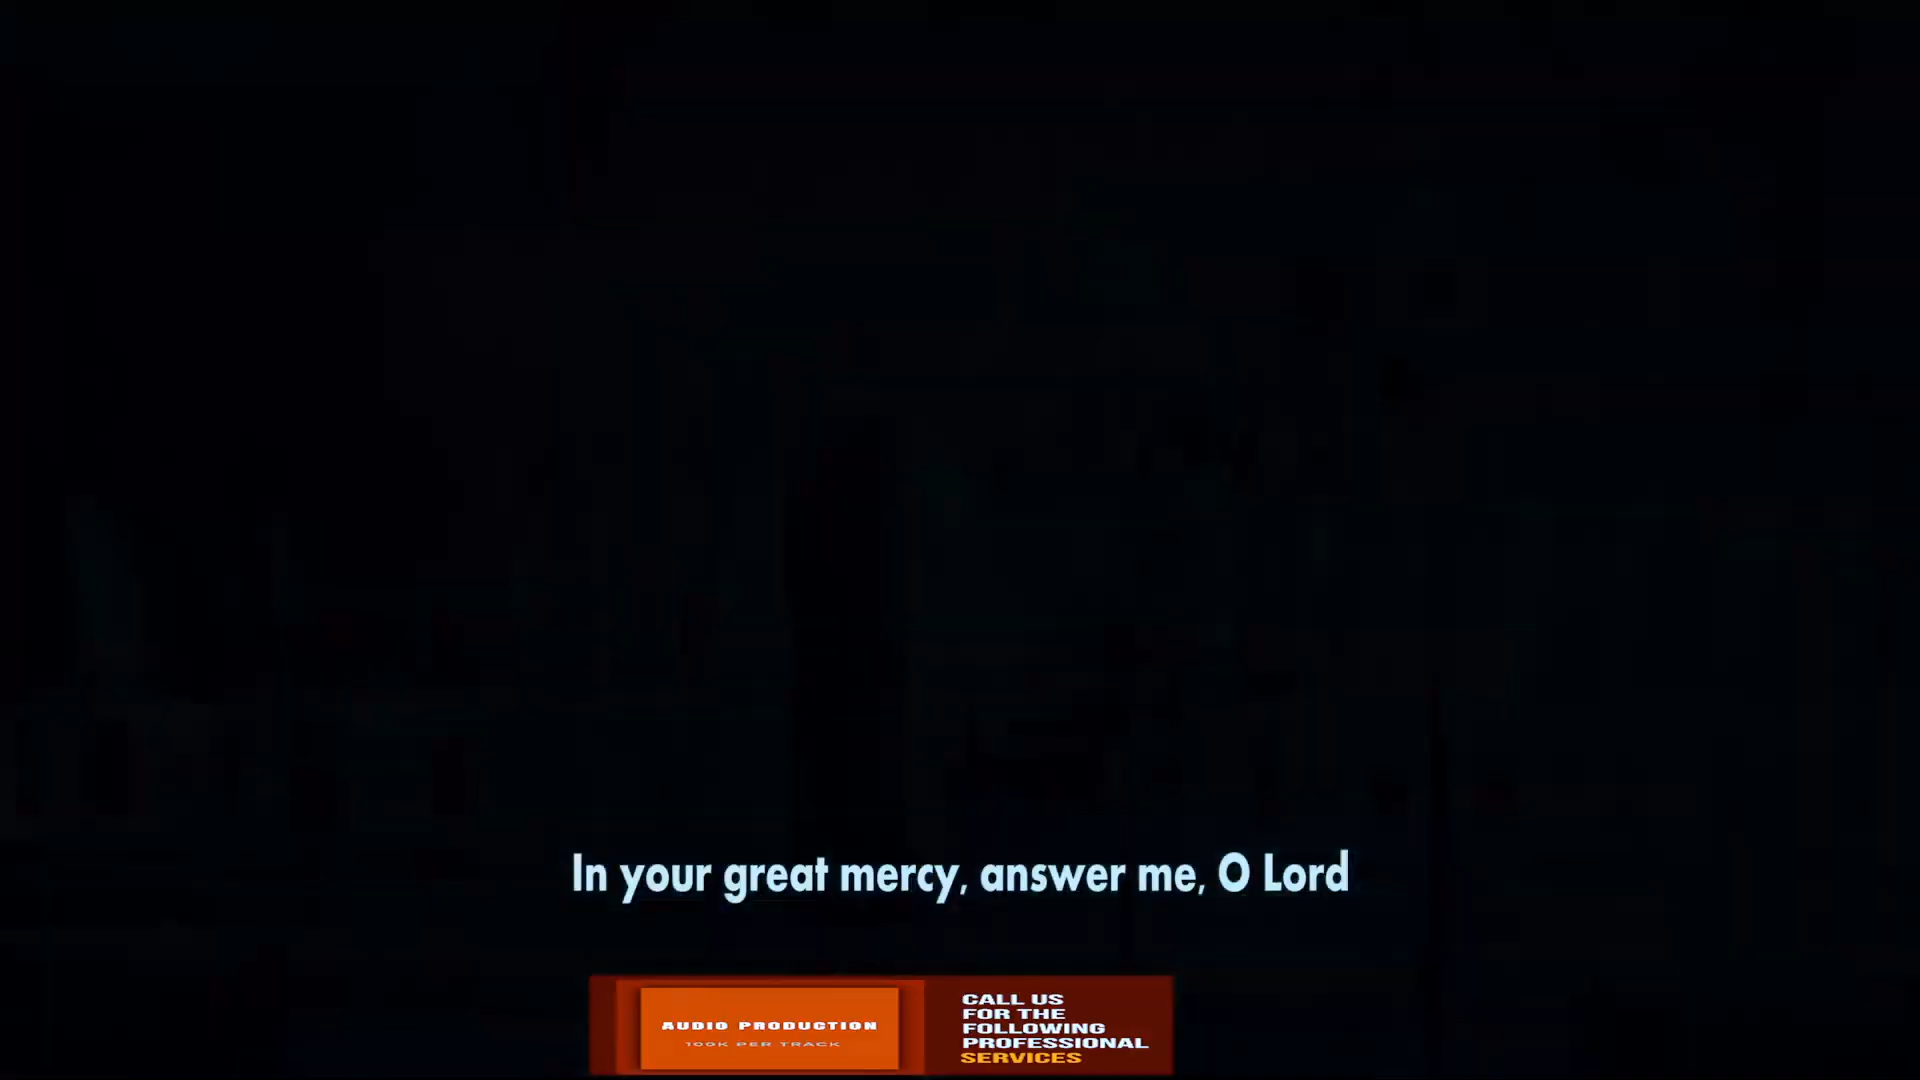 In your great mercy, answer me, O Lord
AUDIO PRODUCTION
100K PER TRACK
CALL US
FOR THE
FOLLOWING
PROFESSIONAL
SERVICES